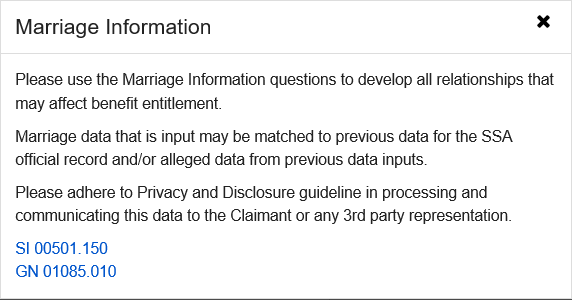 Marriage Information
Please use the Marriage Information questions to develop all relationships that
may affect benefit entitlement.
Marriage data that is input may be matched to previous data for the SSA
official record and/or alleged data from previous data inputs.
Please adhere to Privacy and Disclosure guideline in processing and
communicating this data to the Claimant or any 3rd party representation.
SI 00501.150
GN 01085.010